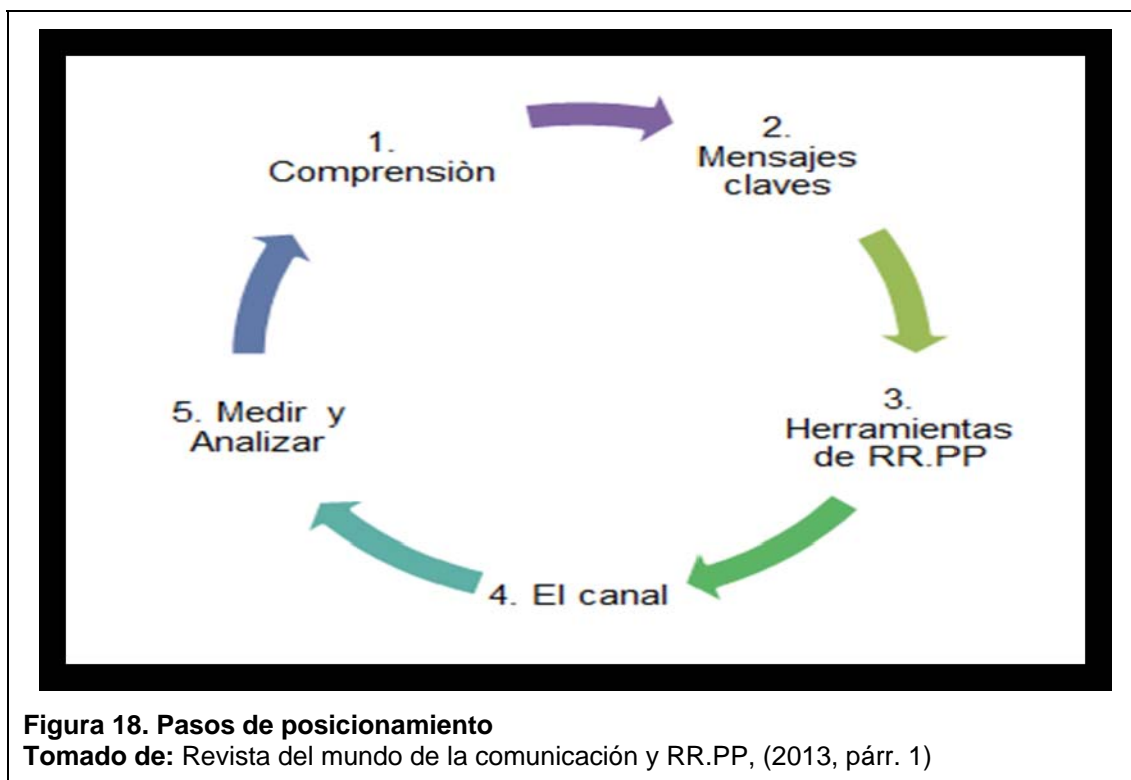 1.
Comprensiòn
2.
Mensajes
claves
3.
Herramientas
de RR.PP
4. El canal
5. Medir y
Analizar
Figura 18. Pasos de posicionamiento
Tomado de: Revista del mundo de la comunicación y RR.PP, (2013, párr. 1)